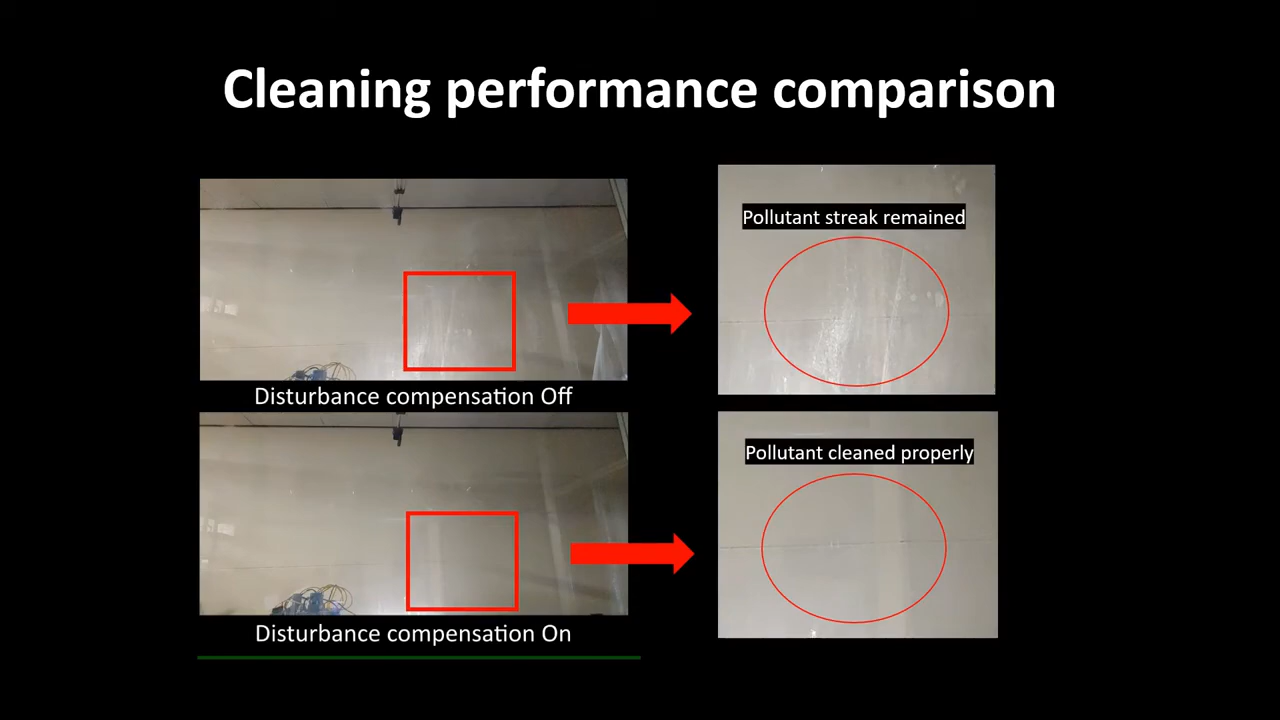 Cleaning performance comparison
Pollutant streak remained
Disturbance compensation Off
Pollutant cleaned properly
Disturbance compensation On